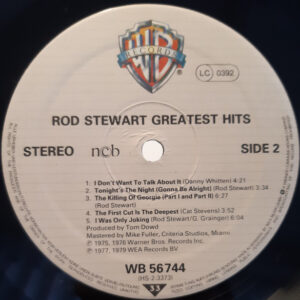 WB
RECORDS
LC 0392
ROD STEWART GREATEST HITS
STEREO ncb SIDE 2
1. I Don't Want To Talk About It (Danny Whitten) 4:21
2. Tonight's The Night (Gonna Be Alright) (Rod Stewart) 3:34
3. The Killing Of Georgie (Part I and Part II) 6:27
(Rod Stewart)
4. The First Cut Is The Deepest (Cat Stevens) 3:52
5. I Was Only Joking (Rod Stewart/G. Grainger) 6:01
Produced by Tom Dowd
Mastered by Mike Fuller, Criteria Studios, Miami
℗ 1975, 1976 Warner Bros. Records Inc.
℗ 1977, 1979 WEA Records BV
WB 56744
(HS-2-3373)
33